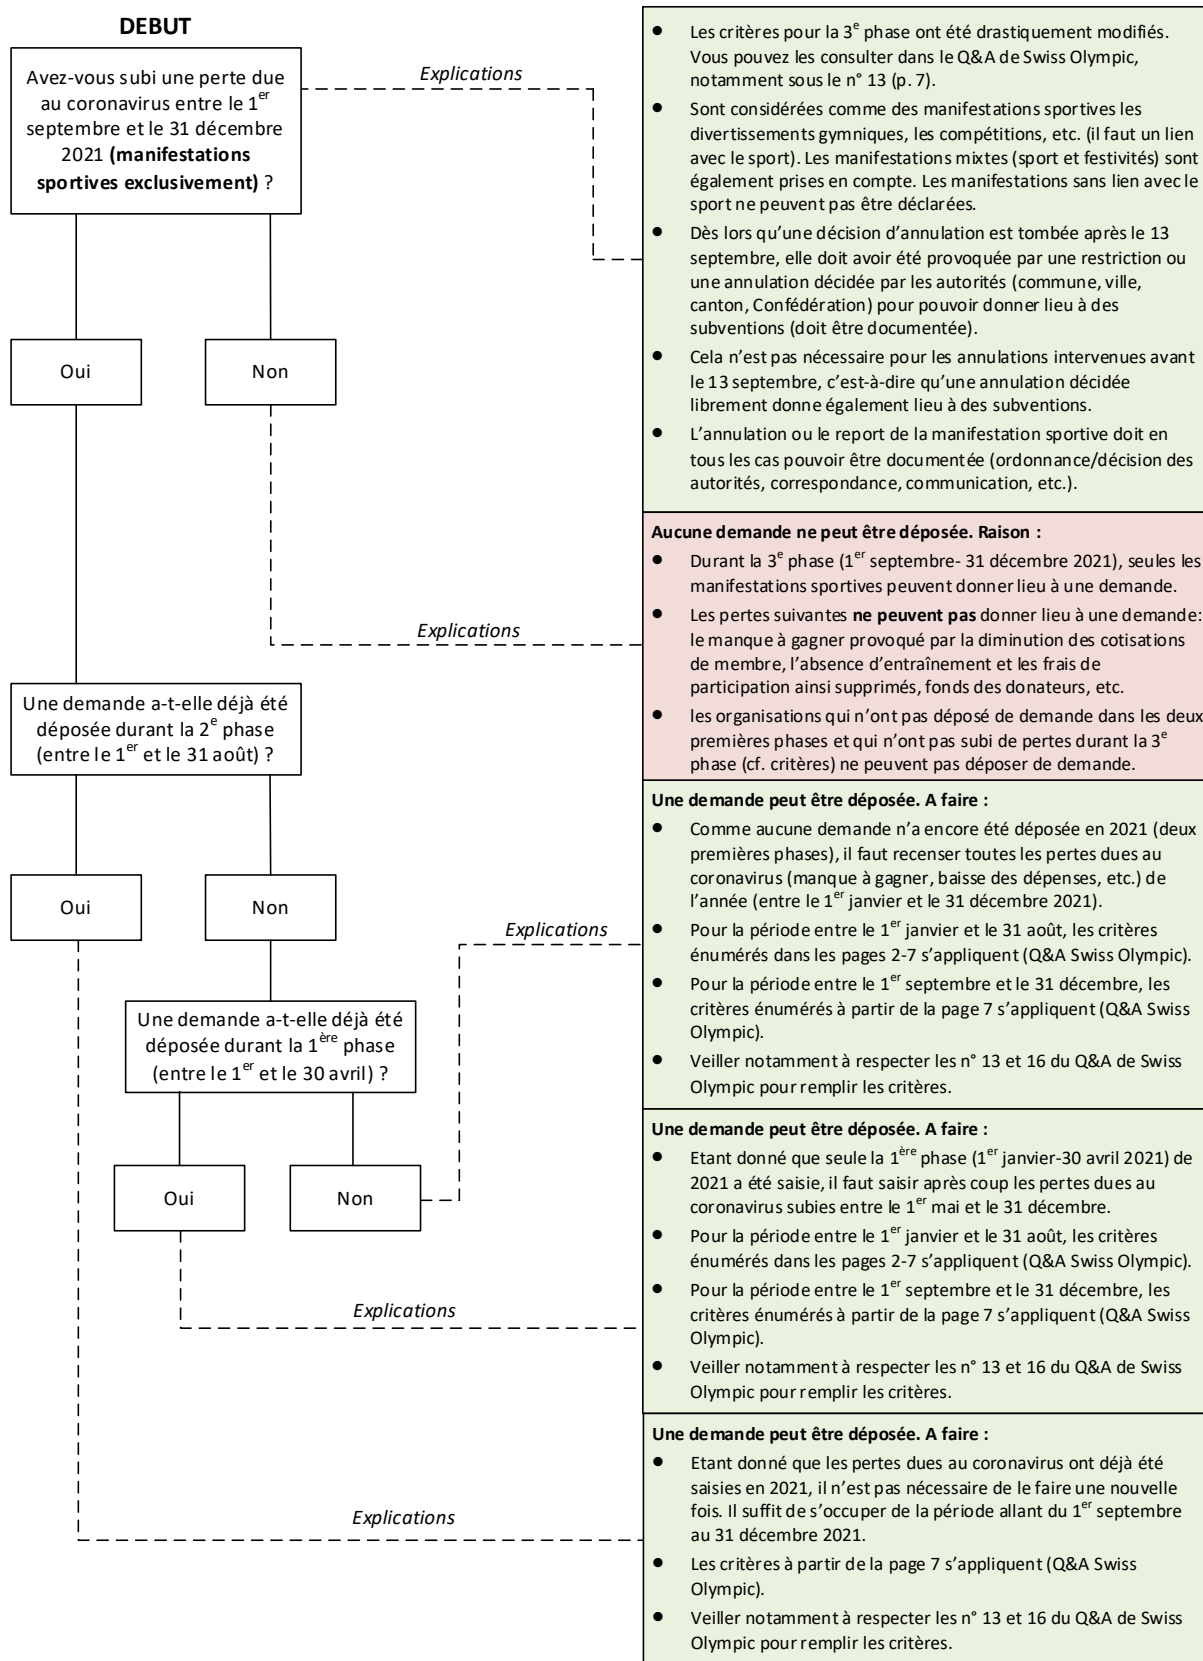 DEBUT
Avez-vous subi une perte due
au coronavirus entre le 1er
septembre et le 31 décembre
2021 (manifestations
sportives exclusivement) ?
Explications
Oui
Non
Explications
Une demande a-t-elle déjà été
déposée durant la 2e phase
(entre le 1er et le 31 août) ?
Oui
Non
Explications
Une demande a-t-elle déjà été
déposée durant la 1ère phase
(entre le 1er et le 30 avril) ?
Oui
Non
Explications
Explications
● Les critères pour la 3e phase ont été drastiquement modifiés.
Vous pouvez les consulter dans le Q&A de Swiss Olympic,
notamment sous le n° 13 (p. 7).
● Sont considérées comme des manifestations sportives les
divertissements gymniques, les compétitions, etc. (il faut un lien
avec le sport). Les manifestations mixtes (sport et festivités) sont
également prises en compte. Les manifestations sans lien avec le
sport ne peuvent pas être déclarées.
● Dès lors qu’une décision d’annulation est tombée après le 13
septembre, elle doit avoir été provoquée par une restriction ou
une annulation décidée par les autorités (commune, ville,
canton, Confédération) pour pouvoir donner lieu à des
subventions (doit être documentée).
● Cela n’est pas nécessaire pour les annulations intervenues avant
le 13 septembre, c’est-à-dire qu’une annulation décidée
librement donne également lieu à des subventions.
● L’annulation ou le report de la manifestation sportive doit en
tous les cas pouvoir être documentée (ordonnance/décision des
autorités, correspondance, communication, etc.).
Aucune demande ne peut être déposée. Raison :
● Durant la 3e phase (1er septembre- 31 décembre 2021), seules les
manifestations sportives peuvent donner lieu à une demande.
● Les pertes suivantes ne peuvent pas donner lieu à une demande:
le manque à gagner provoqué par la diminution des cotisations
de membre, l’absence d’entraînement et les frais de
participation ainsi supprimés, fonds des donateurs, etc.
● les organisations qui n’ont pas déposé de demande dans les deux
premières phases et qui n’ont pas subi de pertes durant la 3e
phase (cf. critères) ne peuvent pas déposer de demande.
Une demande peut être déposée. A faire :
● Comme aucune demande n’a encore été déposée en 2021 (deux
premières phases), il faut recenser toutes les pertes dues au
coronavirus (manque à gagner, baisse des dépenses, etc.) de
l’année (entre le 1er janvier et le 31 décembre 2021).
● Pour la période entre le 1er janvier et le 31 août, les critères
énumérés dans les pages 2-7 s’appliquent (Q&A Swiss Olympic).
● Pour la période entre le 1er septembre et le 31 décembre, les
critères énumérés à partir de la page 7 s’appliquent (Q&A Swiss
Olympic).
● Veiller notamment à respecter les n° 13 et 16 du Q&A de Swiss
Olympic pour remplir les critères.
Une demande peut être déposée. A faire :
● Etant donné que seule la 1ère phase (1er janvier-30 avril 2021) de
2021 a été saisie, il faut saisir après coup les pertes dues au
coronavirus subies entre le 1er mai et le 31 décembre.
● Pour la période entre le 1er janvier et le 31 août, les critères
énumérés dans les pages 2-7 s’appliquent (Q&A Swiss Olympic).
● Pour la période entre le 1er septembre et le 31 décembre, les
critères énumérés à partir de la page 7 s’appliquent (Q&A Swiss
Olympic).
● Veiller notamment à respecter les n° 13 et 16 du Q&A de Swiss
Olympic pour remplir les critères.
Une demande peut être déposée. A faire :
● Etant donné que les pertes dues au coronavirus ont déjà été
saisies en 2021, il n’est pas nécessaire de le faire une nouvelle
fois. Il suffit de s’occuper de la période allant du 1er septembre
au 31 décembre 2021.
● Les critères à partir de la page 7 s’appliquent (Q&A Swiss
Olympic).
● Veiller notamment à respecter les n° 13 et 16 du Q&A de Swiss
Olympic pour remplir les critères.